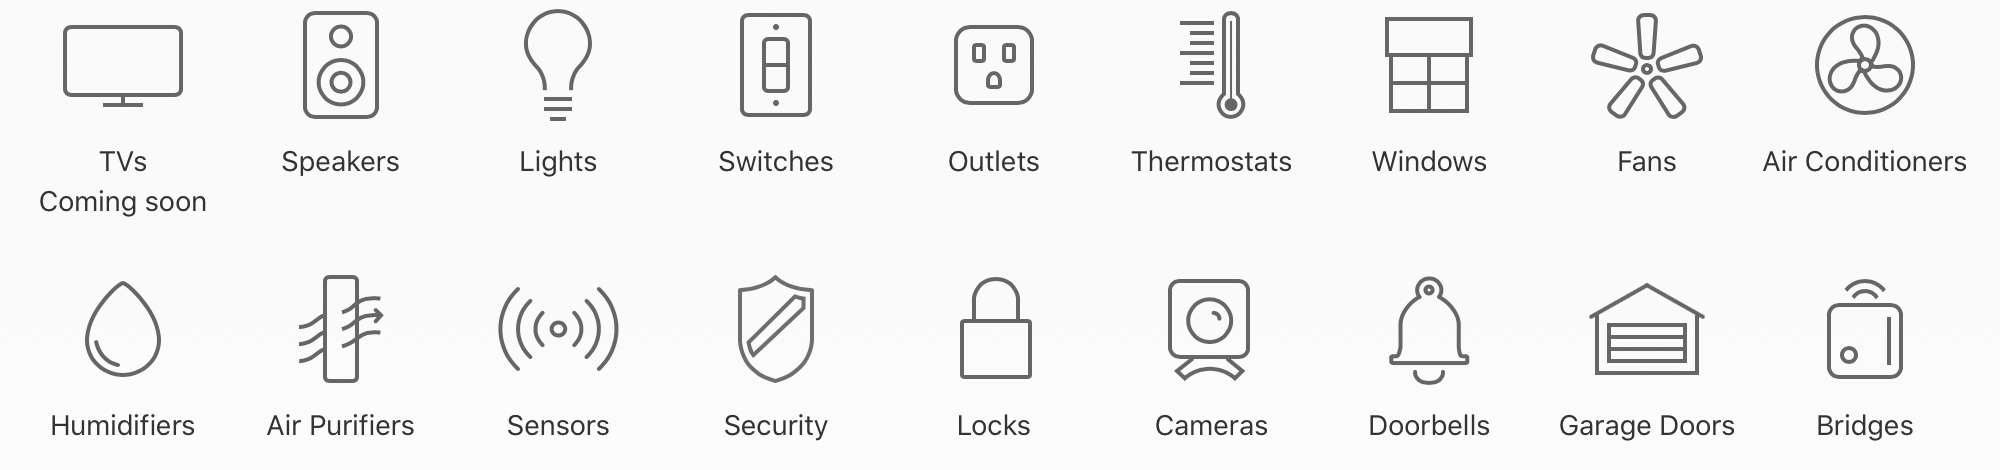 TVs
Coming soon
Speakers
Lights
Switches
Outlets
Thermostats
Windows
Fans
Air Conditioners
Humidifiers
Air Purifiers
Sensors
Security
Locks
Cameras
Doorbells
Garage Doors
Bridges